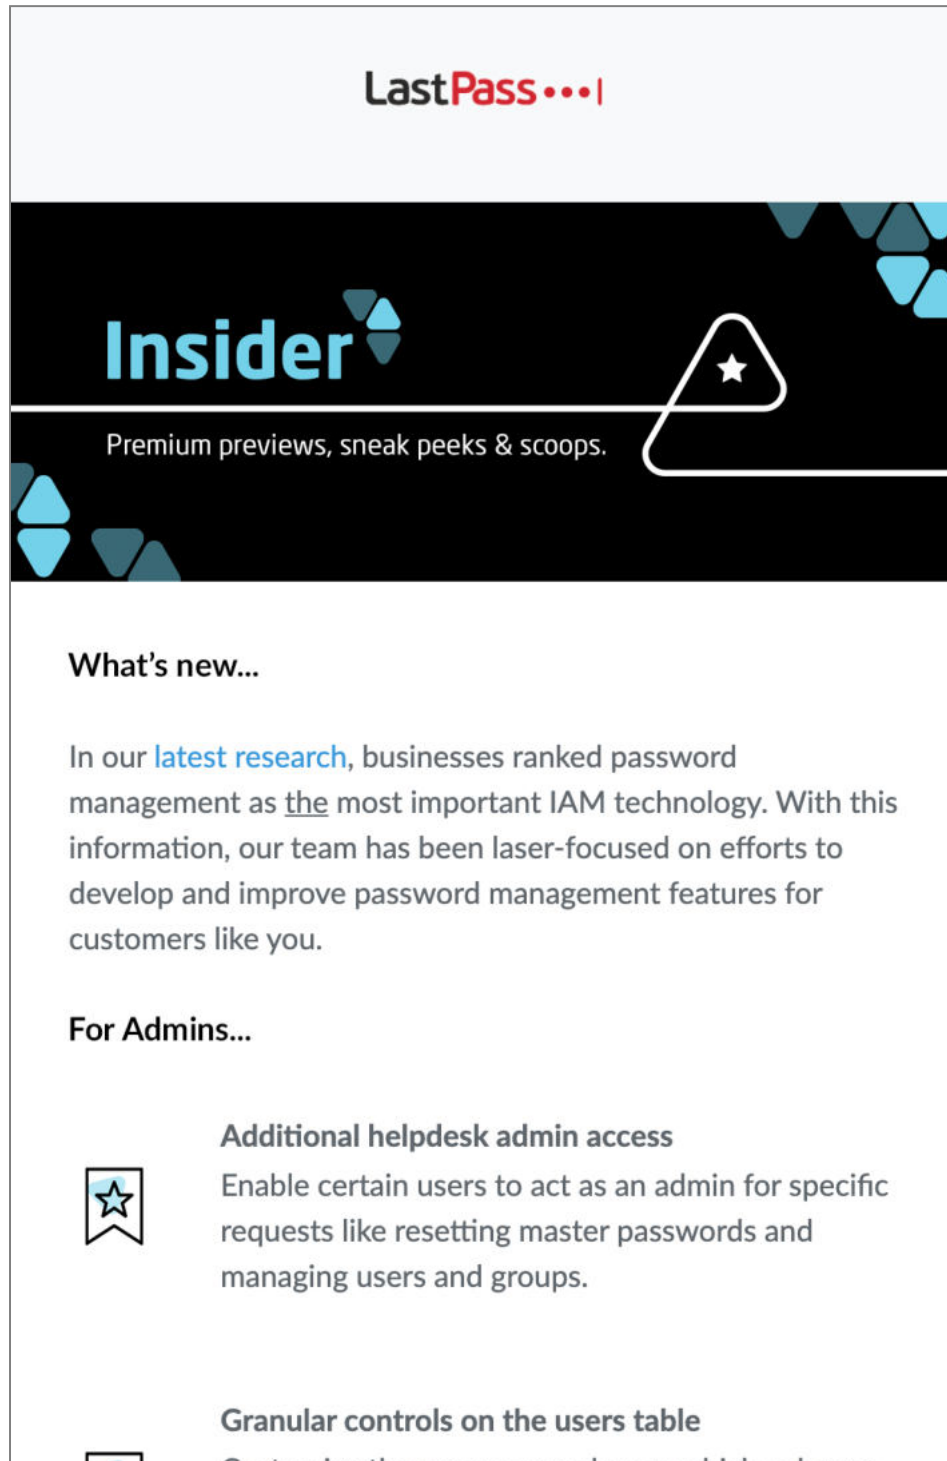 LastPass
Insider
Premium previews, sneak peeks & scoops.
What's new...
In our latest research, businesses ranked password
management as the most important IAM technology. With this
information, our team has been laser-focused on efforts to
develop and improve password management features for
customers like you.
For Admins...
Additional helpdesk admin access
Enable certain users to act as an admin for specific
requests like resetting master passwords and
managing users and groups.
Granular controls on the users table